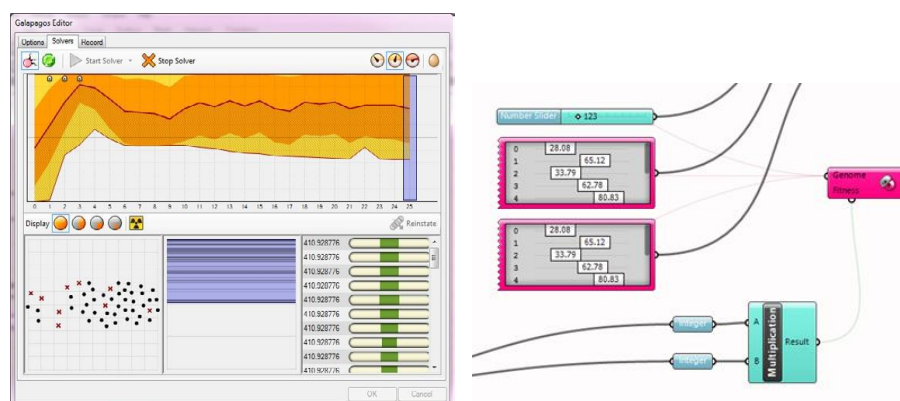 Galapagos Editor
Options Solvers Record
Start Solver Stop Solver
0 1 2 3 4 5 6 7 8 9 10 11 12 13 14 15 16 17 18 19 20 21 22 23 24 25
Display Reinstate
410.928776
410.928776
410.928776
410.928776
410.928776
410.928776
410.928776
410.928776
410.928776
410.928776
OK Cancel
Number Slider 123
0 28.08
1 65.12
2 33.79
3 62.78
4 80.83
Genome
Fitness
0 28.08
1 65.12
2 33.79
3 62.78
4 80.83
Integer
Integer
A
B
Multiplication
Result